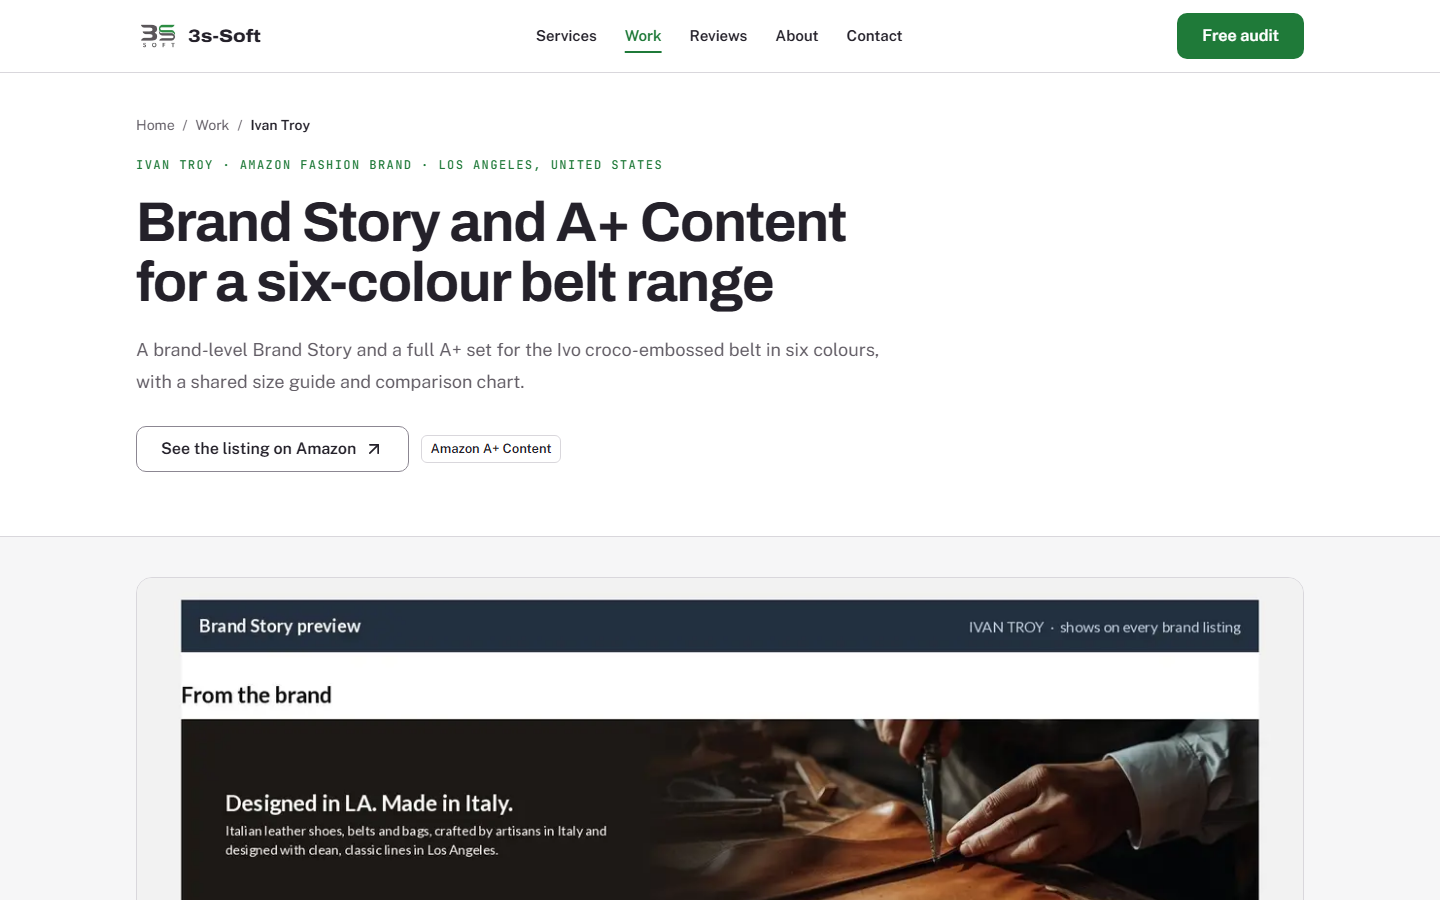 3S SOFT
3s-Soft
Services
Work
Reviews
About
Contact
Free audit
Home / Work / Ivan Troy
IVAN TROY · AMAZON FASHION BRAND · LOS ANGELES, UNITED STATES
Brand Story and A+ Content
for a six-colour belt range
A brand-level Brand Story and a full A+ set for the Ivo croco-embossed belt in six colours,
with a shared size guide and comparison chart.
See the listing on Amazon
Amazon A+ Content
Brand Story preview
IVAN TROY · shows on every brand listing
From the brand
Designed in LA. Made in Italy.
Italian leather shoes, belts and bags, crafted by artisans in Italy and
designed with clean, classic lines in Los Angeles.